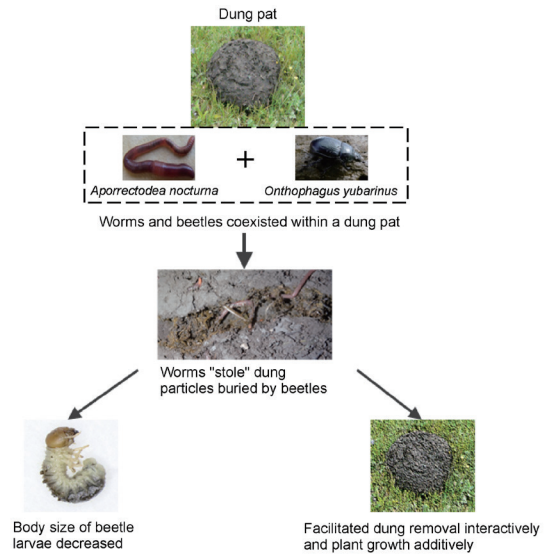 Dung pat
+
Aporrectodea nocturna
Onthophagus yubarinus
Worms and beetles coexisted within a dung pat
Worms "stole" dung
particles buried by beetles
Body size of beetle
larvae decreased
Facilitated dung removal interactively
and plant growth additively